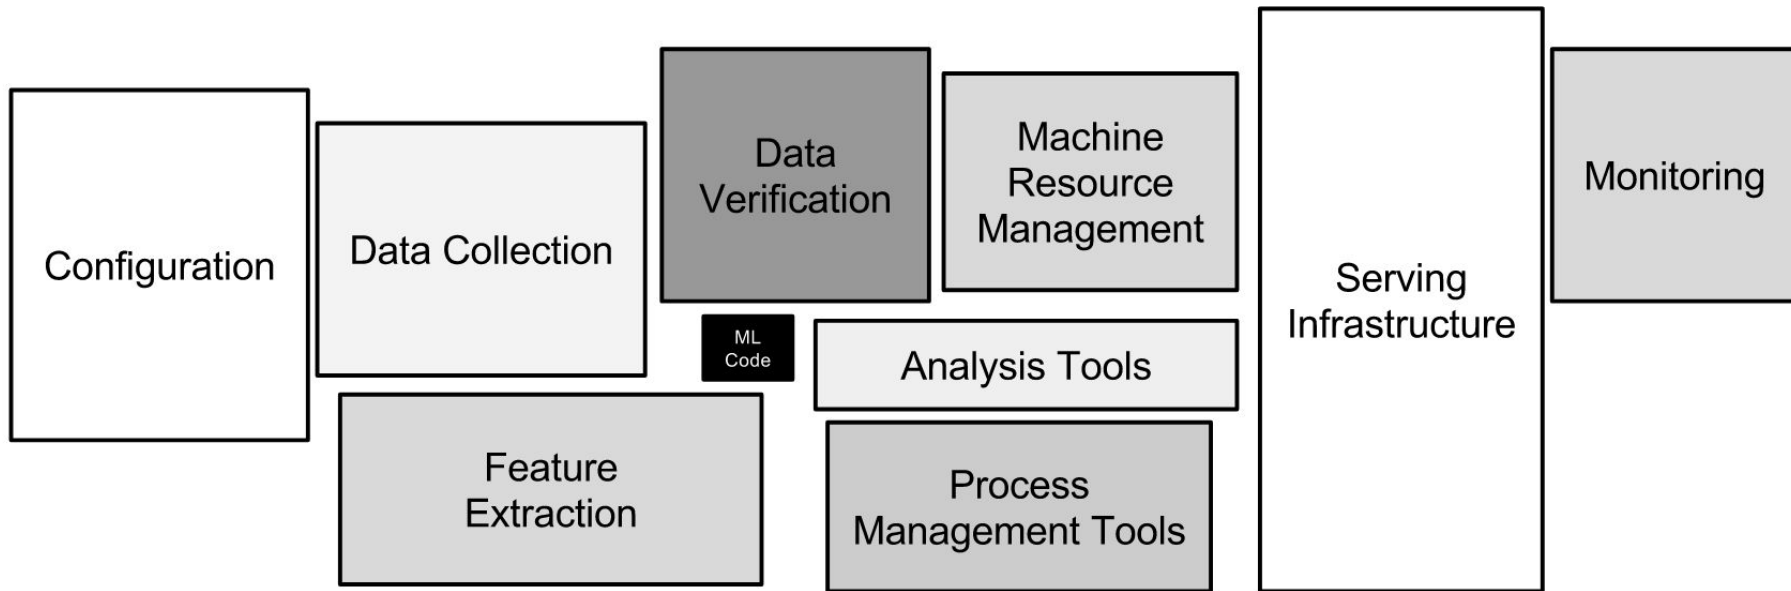 Configuration
Data Collection
Data
Verification
Machine
Resource
Management
Serving
Infrastructure
Monitoring
ML
Code
Analysis Tools
Feature
Extraction
Process
Management Tools